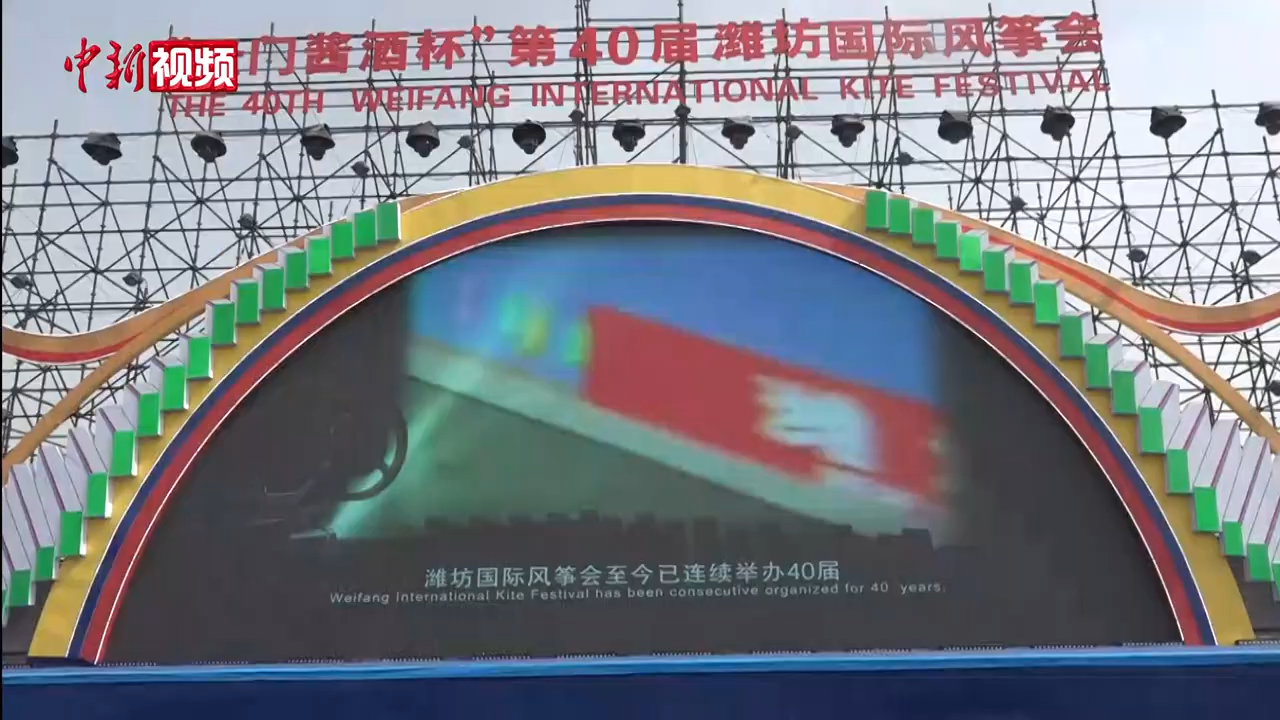 中新视频
门酱酒杯”第40届潍坊国际风筝会
THE 40TH WEIFANG INTERNATIONAL KITE FESTIVAL
潍坊国际风筝会至今已连续举办40届
Weifang International Kite Festival has been consecutive organized for 40 years.